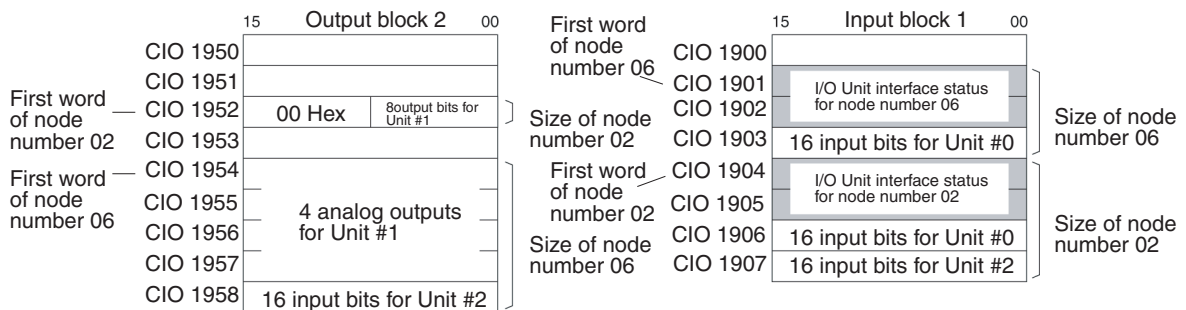 15 Output block 2 00
CIO 1950
CIO 1951
First word
of node
number 02
CIO 1952
00 Hex
8output bits for
Unit #1
Size of node
number 02
CIO 1953
First word
of node
number 06
CIO 1954
CIO 1955
CIO 1956
CIO 1957
4 analog outputs
for Unit #1
Size of node
number 06
CIO 1958
16 input bits for Unit #2
15 Input block 1 00
First word
of node
number 06
CIO 1900
CIO 1901
CIO 1902
I/O Unit interface status
for node number 06
CIO 1903
16 input bits for Unit #0
Size of node
number 06
First word
of node
number 02
CIO 1904
CIO 1905
I/O Unit interface status
for node number 02
CIO 1906
16 input bits for Unit #0
CIO 1907
16 input bits for Unit #2
Size of node
number 02